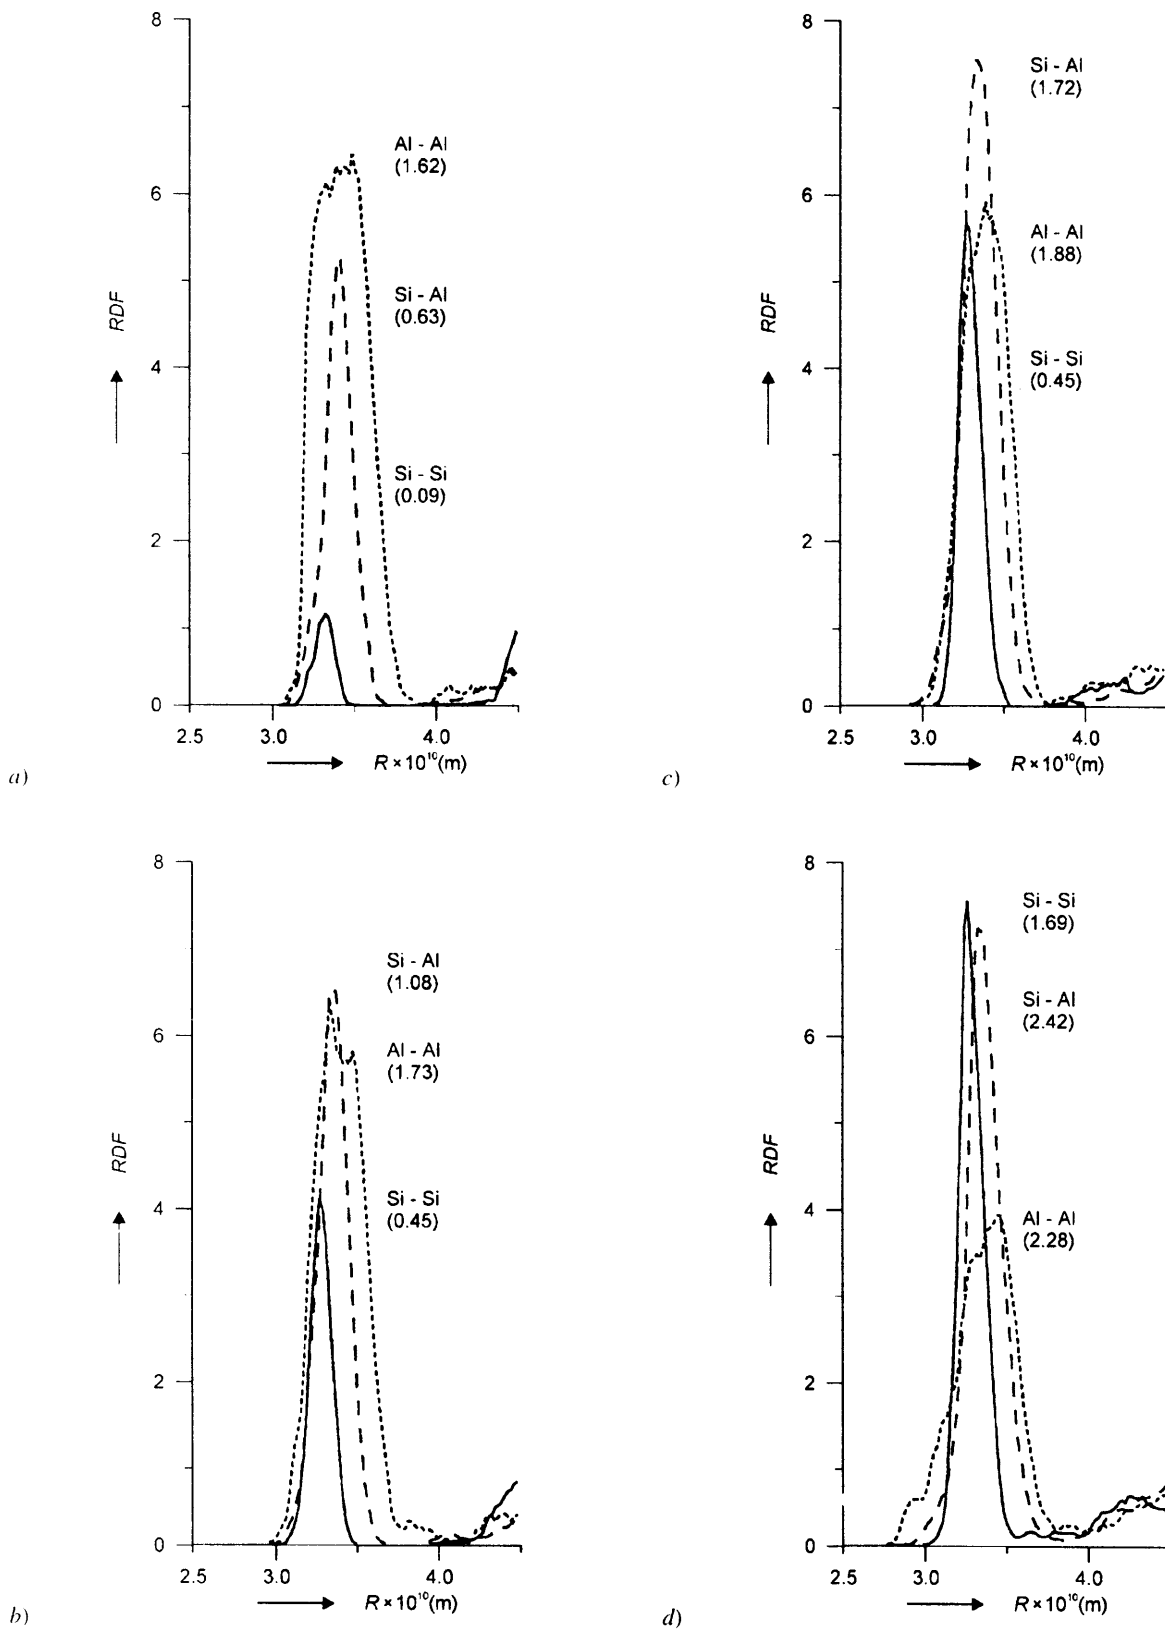 8
6
4
2
0
RDF
Al - Al
(1.62)
Si - Al
(0.63)
Si - Si
(0.09)
2.5 3.0 4.0
R × 10¹⁰(m)
a)
8
6
4
2
0
RDF
Si - Al
(1.72)
Al - Al
(1.88)
Si - Si
(0.45)
2.5 3.0 4.0
R × 10¹⁰(m)
c)
8
6
4
2
0
RDF
Si - Al
(1.08)
Al - Al
(1.73)
Si - Si
(0.45)
2.5 3.0 4.0
R × 10¹⁰(m)
b)
8
6
4
2
0
RDF
Si - Si
(1.69)
Si - Al
(2.42)
Al - Al
(2.28)
2.5 3.0 4.0
R × 10¹⁰(m)
d)